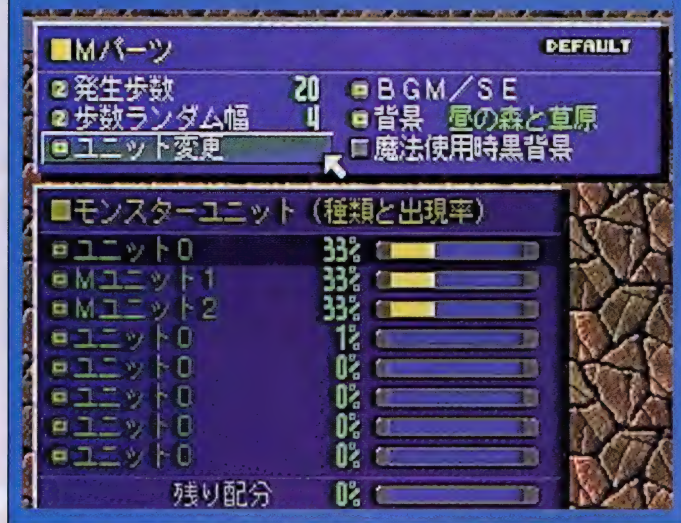 ■Mパーツ DEFAULT
2 発生歩数 20 BGM／SE
2 歩数ランダム幅 4 背景 昼の森と草原
ユニット変更 魔法使用時黒背景
■モンスターユニット（種類と出現率）
ユニット0 33%
Mユニット1 33%
Mユニット2 33%
ユニット0 1%
ユニット0 0%
ユニット0 0%
ユニット0 0%
ユニット0 0%
残り配分 0%